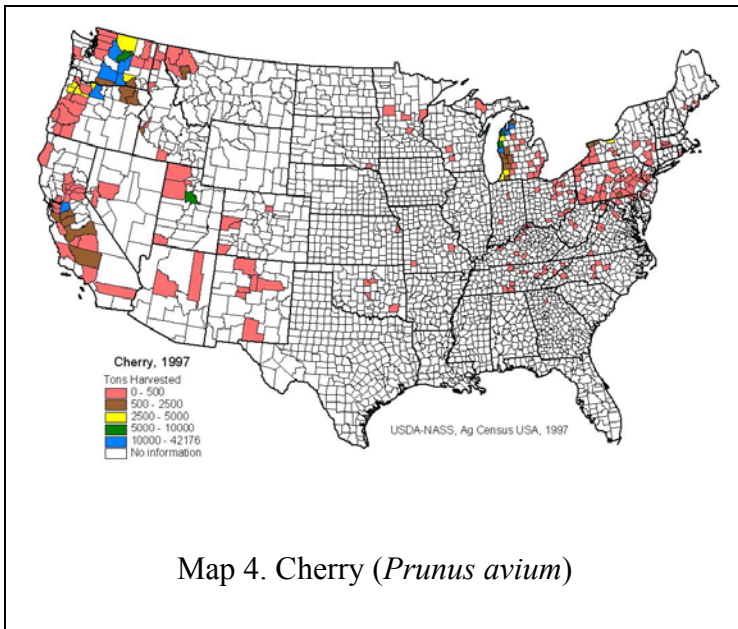 Cherry, 1997
Tons Harvested
0 - 500
500 - 2500
2500 - 5000
5000 - 10000
10000 - 42176
No information
USDA-NASS, Ag Census USA, 1997
Map 4. Cherry (Prunus avium)